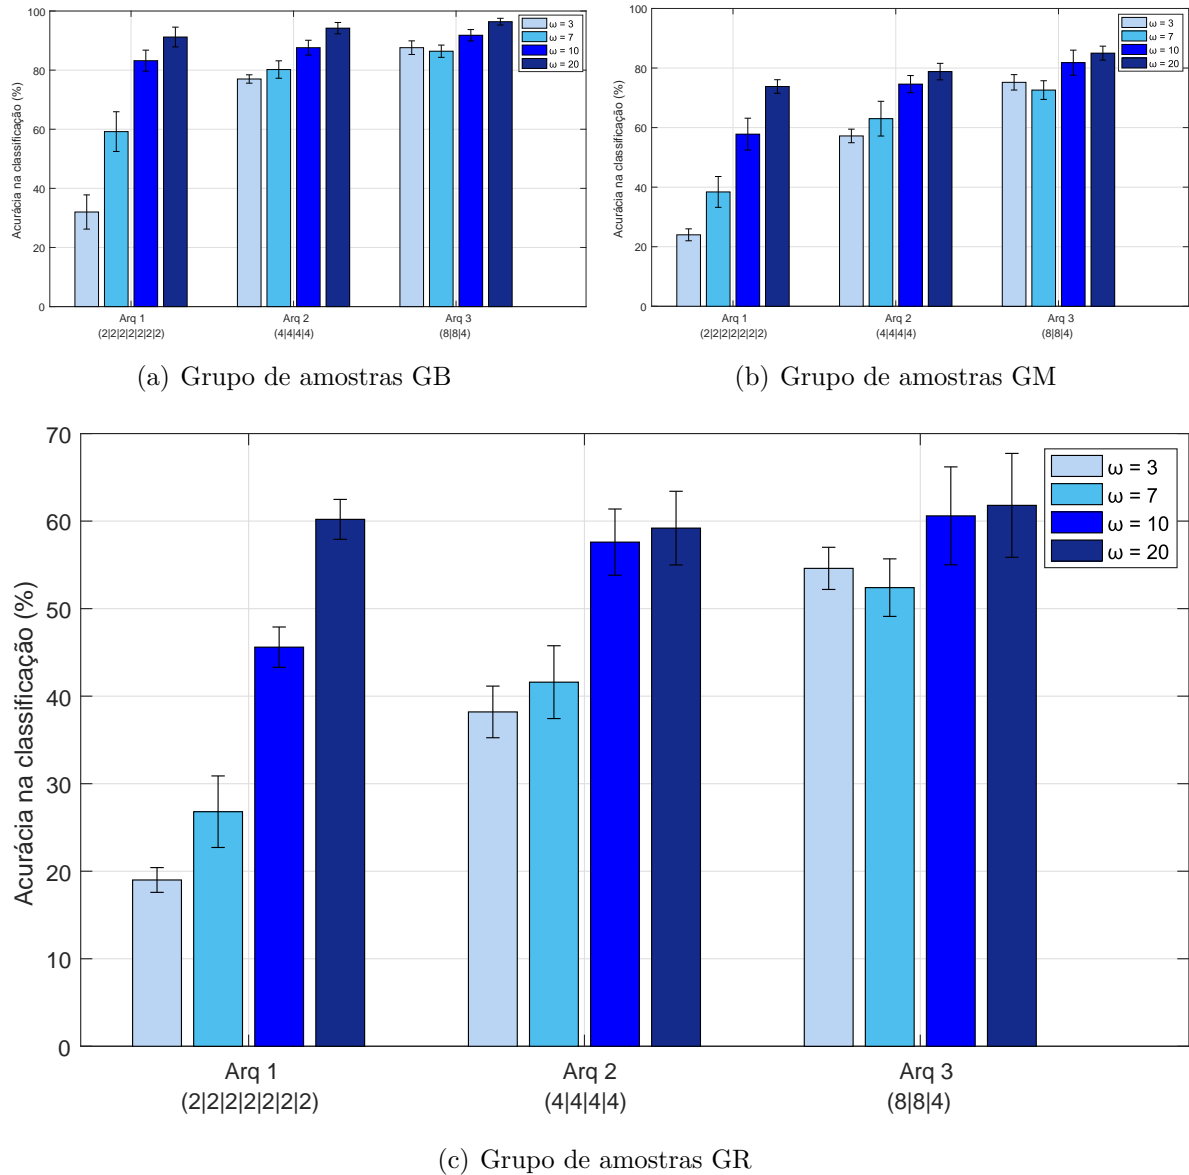 Acurácia na classificação (%)
100
80
60
40
20
0
ω = 3
ω = 7
ω = 10
ω = 20
Arq 1
(2|2|2|2|2|2|2)
Arq 2
(4|4|4|4)
Arq 3
(8|8|4)
(a) Grupo de amostras GB
Acurácia na classificação (%)
100
80
60
40
20
0
ω = 3
ω = 7
ω = 10
ω = 20
Arq 1
(2|2|2|2|2|2|2)
Arq 2
(4|4|4|4)
Arq 3
(8|8|4)
(b) Grupo de amostras GM
Acurácia na classificação (%)
70
60
50
40
30
20
10
0
ω = 3
ω = 7
ω = 10
ω = 20
Arq 1
(2|2|2|2|2|2|2)
Arq 2
(4|4|4|4)
Arq 3
(8|8|4)
(c) Grupo de amostras GR